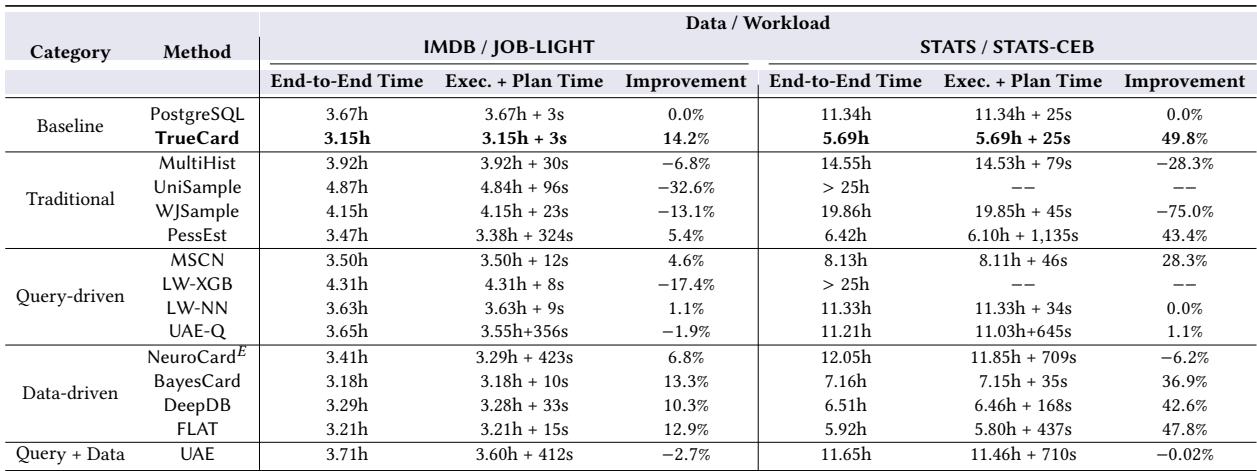 Data / Workload
Category Method IMDB / JOB-LIGHT STATS / STATS-CEB
End-to-End Time Exec. + Plan Time Improvement End-to-End Time Exec. + Plan Time Improvement
Baseline PostgreSQL 3.67h 3.67h + 3s 0.0% 11.34h 11.34h + 25s 0.0%
TrueCard 3.15h 3.15h + 3s 14.2% 5.69h 5.69h + 25s 49.8%
Traditional MultiHist 3.92h 3.92h + 30s −6.8% 14.55h 14.53h + 79s −28.3%
UniSample 4.87h 4.84h + 96s −32.6% > 25h −− −−
WJSample 4.15h 4.15h + 23s −13.1% 19.86h 19.85h + 45s −75.0%
PessEst 3.47h 3.38h + 324s 5.4% 6.42h 6.10h + 1,135s 43.4%
Query-driven MSCN 3.50h 3.50h + 12s 4.6% 8.13h 8.11h + 46s 28.3%
LW-XGB 4.31h 4.31h + 8s −17.4% > 25h −− −−
LW-NN 3.63h 3.63h + 9s 1.1% 11.33h 11.33h + 34s 0.0%
UAE-Q 3.65h 3.55h+356s −1.9% 11.21h 11.03h+645s 1.1%
Data-driven NeuroCard^E 3.41h 3.29h + 423s 6.8% 12.05h 11.85h + 709s −6.2%
BayesCard 3.18h 3.18h + 10s 13.3% 7.16h 7.15h + 35s 36.9%
DeepDB 3.29h 3.28h + 33s 10.3% 6.51h 6.46h + 168s 42.6%
FLAT 3.21h 3.21h + 15s 12.9% 5.92h 5.80h + 437s 47.8%
Query + Data UAE 3.71h 3.60h + 412s −2.7% 11.65h 11.46h + 710s −0.02%